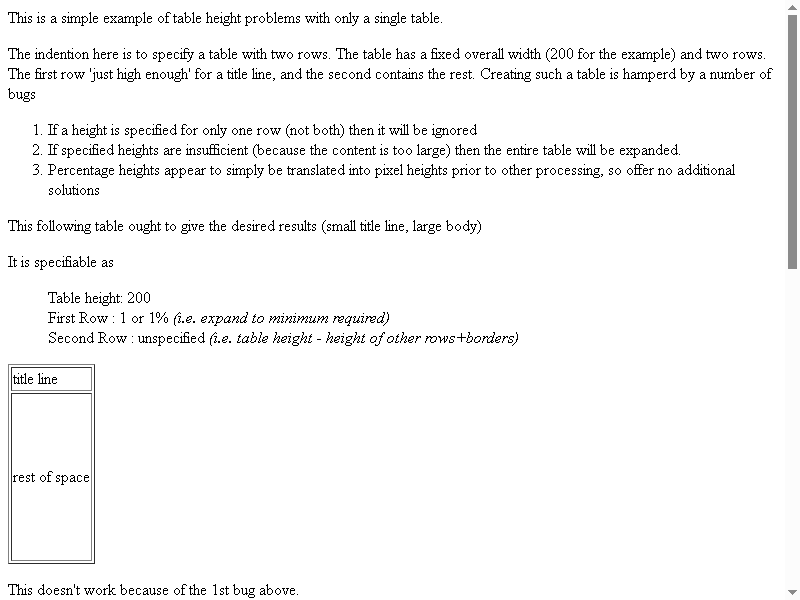 This is a simple example of table height problems with only a single table.
The indention here is to specify a table with two rows. The table has a fixed overall width (200 for the example) and two rows.
The first row 'just high enough' for a title line, and the second contains the rest. Creating such a table is hamperd by a number of
bugs
1. If a height is specified for only one row (not both) then it will be ignored
2. If specified heights are insufficient (because the content is too large) then the entire table will be expanded.
3. Percentage heights appear to simply be translated into pixel heights prior to other processing, so offer no additional
solutions
This following table ought to give the desired results (small title line, large body)
It is specifiable as
Table height: 200
First Row : 1 or 1% (i.e. expand to minimum required)
Second Row : unspecified (i.e. table height - height of other rows+borders)
title line
rest of space
This doesn't work because of the 1st bug above.